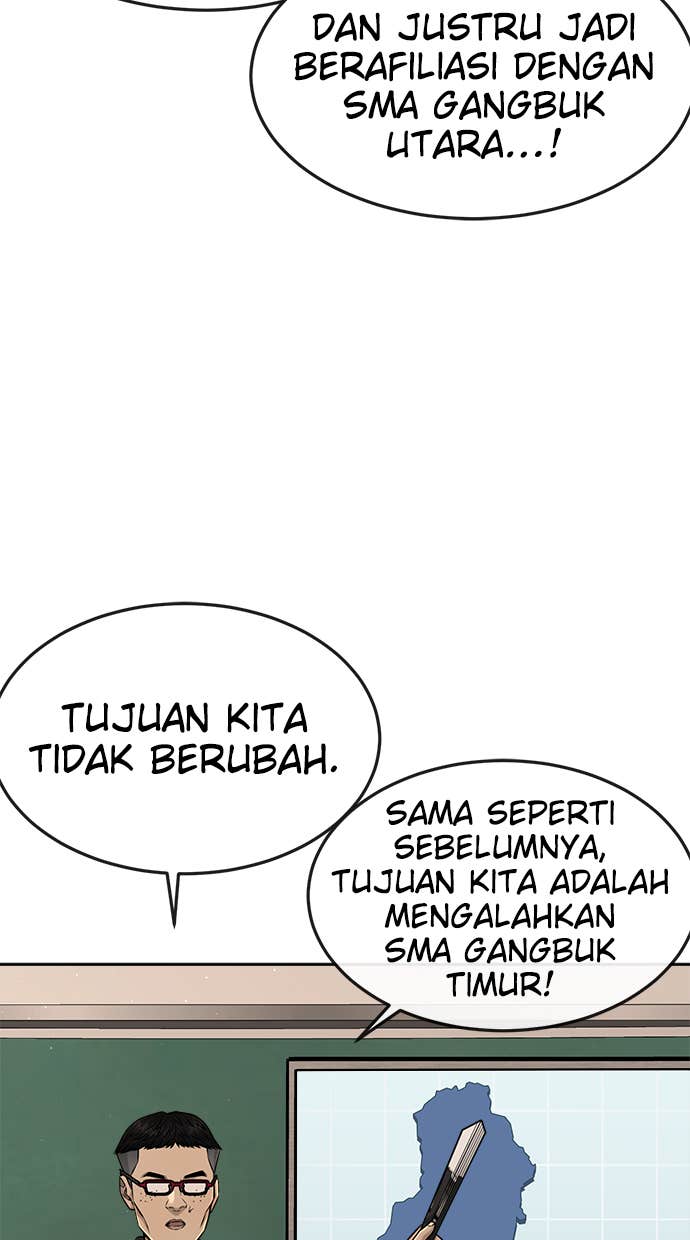 DAN JUSTRU JADI
BERAFILIASI DENGAN
SMA GANGBUK
UTARA...!
TUJUAN KITA
TIDAK BERUBAH.
SAMA SEPERTI
SEBELUMNYA,
TUJUAN KITA ADALAH
MENGALAHKAN
SMA GANGBUK
TIMUR!